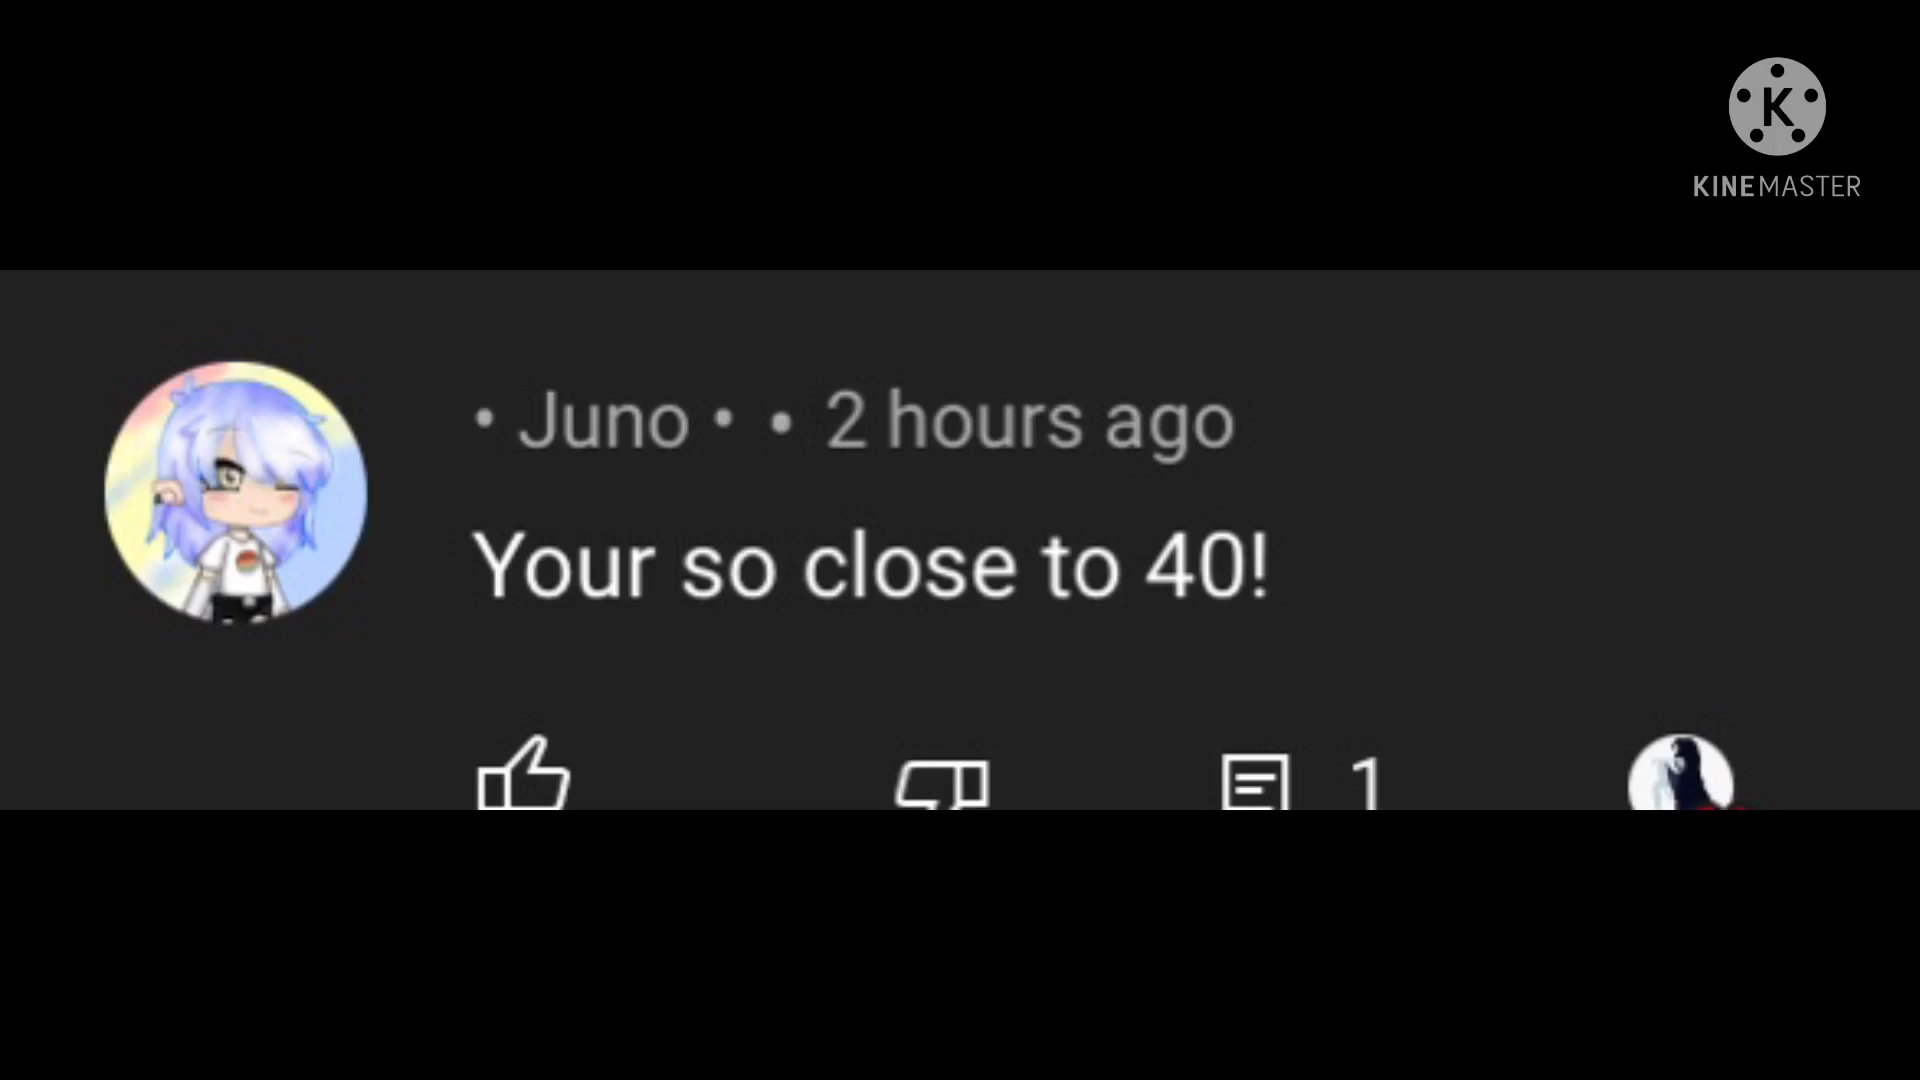 K
KINEMASTER
• Juno • • 2 hours ago
Your so close to 40!
1